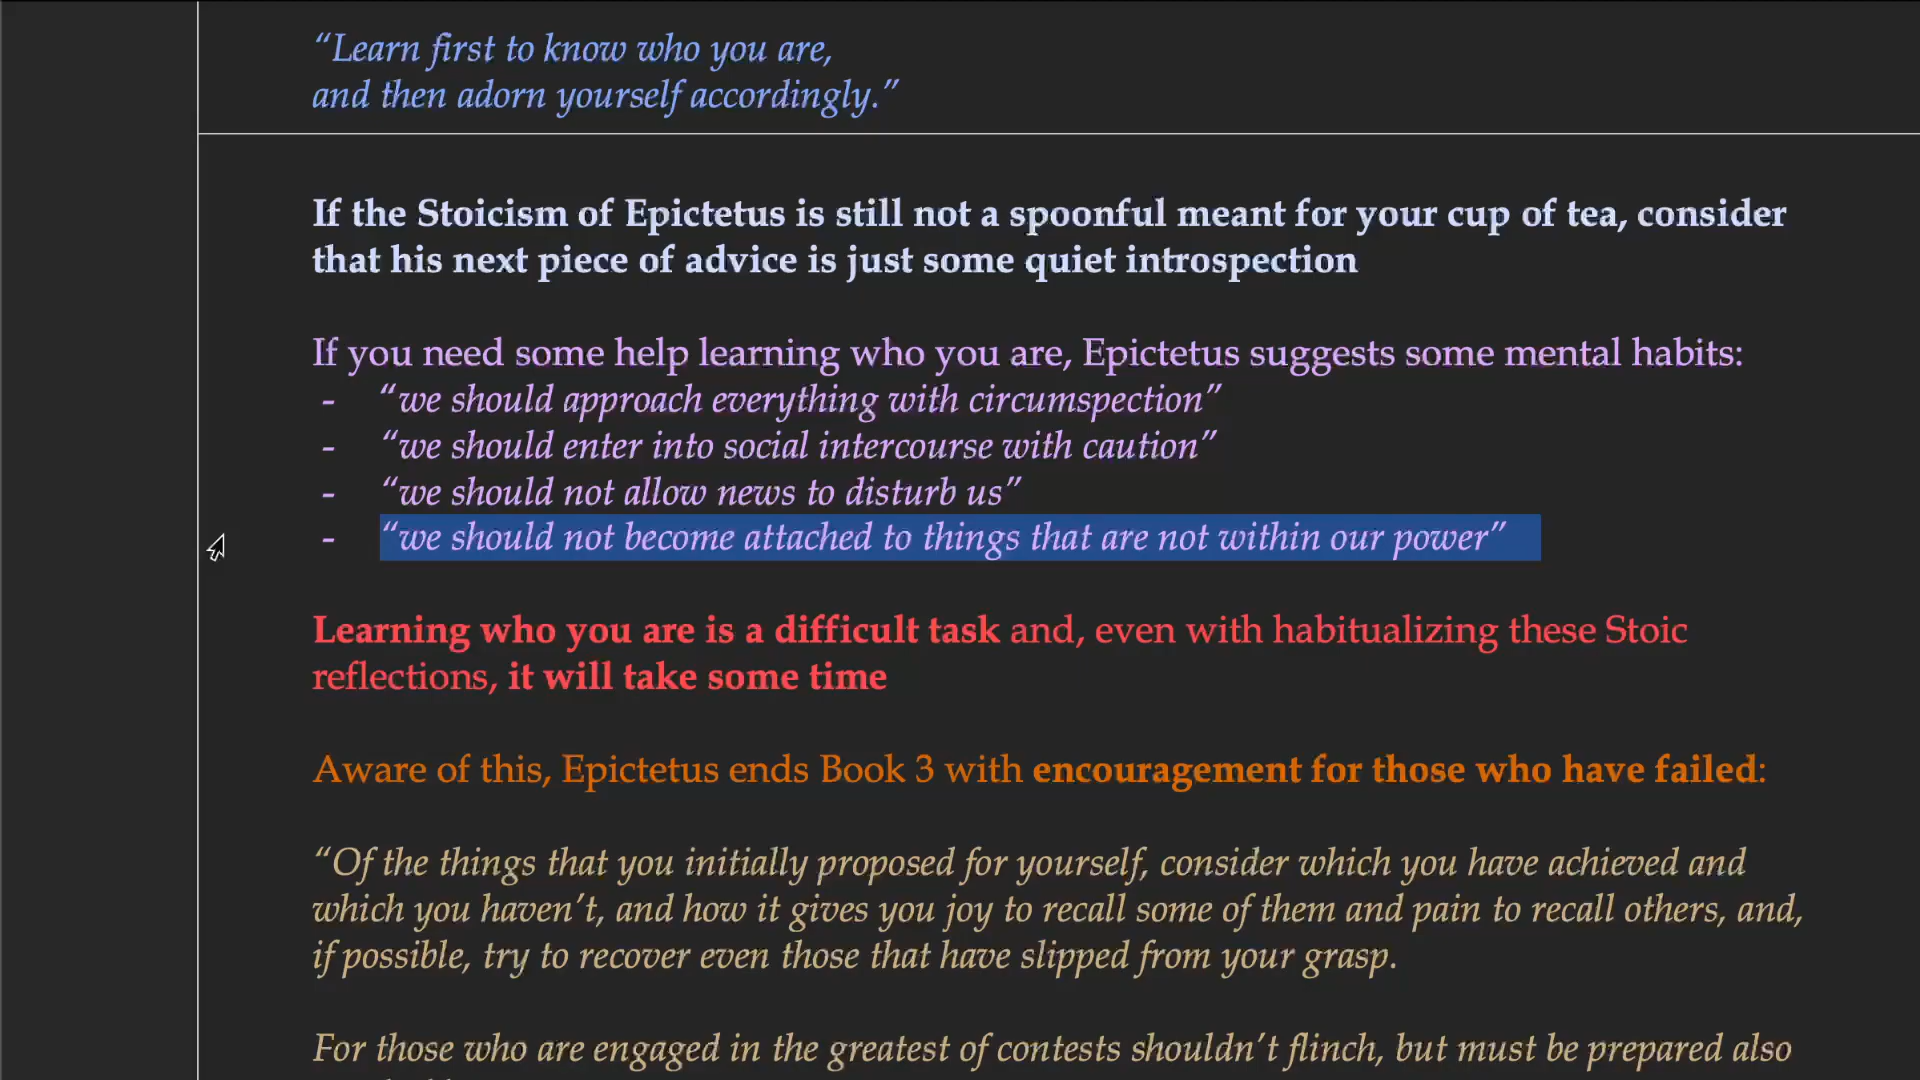 “Learn first to know who you are,
and then adorn yourself accordingly.”
If the Stoicism of Epictetus is still not a spoonful meant for your cup of tea, consider
that his next piece of advice is just some quiet introspection
If you need some help learning who you are, Epictetus suggests some mental habits:
- “we should approach everything with circumspection”
- “we should enter into social intercourse with caution”
- “we should not allow news to disturb us”
- “we should not become attached to things that are not within our power”
Learning who you are is a difficult task and, even with habitualizing these Stoic
reflections, it will take some time
Aware of this, Epictetus ends Book 3 with encouragement for those who have failed:
“Of the things that you initially proposed for yourself, consider which you have achieved and
which you haven’t, and how it gives you joy to recall some of them and pain to recall others, and,
if possible, try to recover even those that have slipped from your grasp.
For those who are engaged in the greatest of contests shouldn’t flinch, but must be prepared also